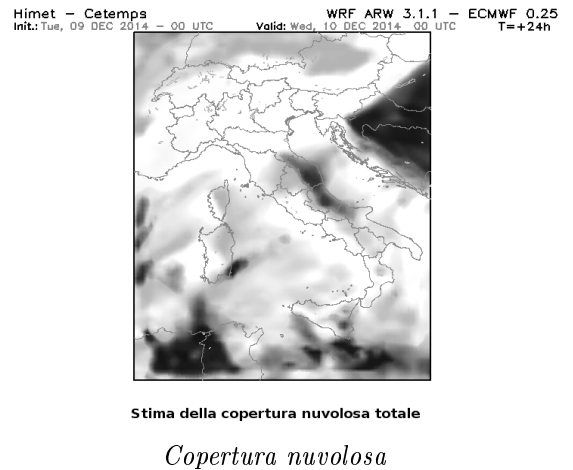 Himet – Cetemps WRF ARW 3.1.1 – ECMWF 0.25
Init.: Tue, 09 DEC 2014 – 00 UTC Valid: Wed, 10 DEC 2014 00 UTC T=+24h
Stima della copertura nuvolosa totale
Copertura nuvolosa